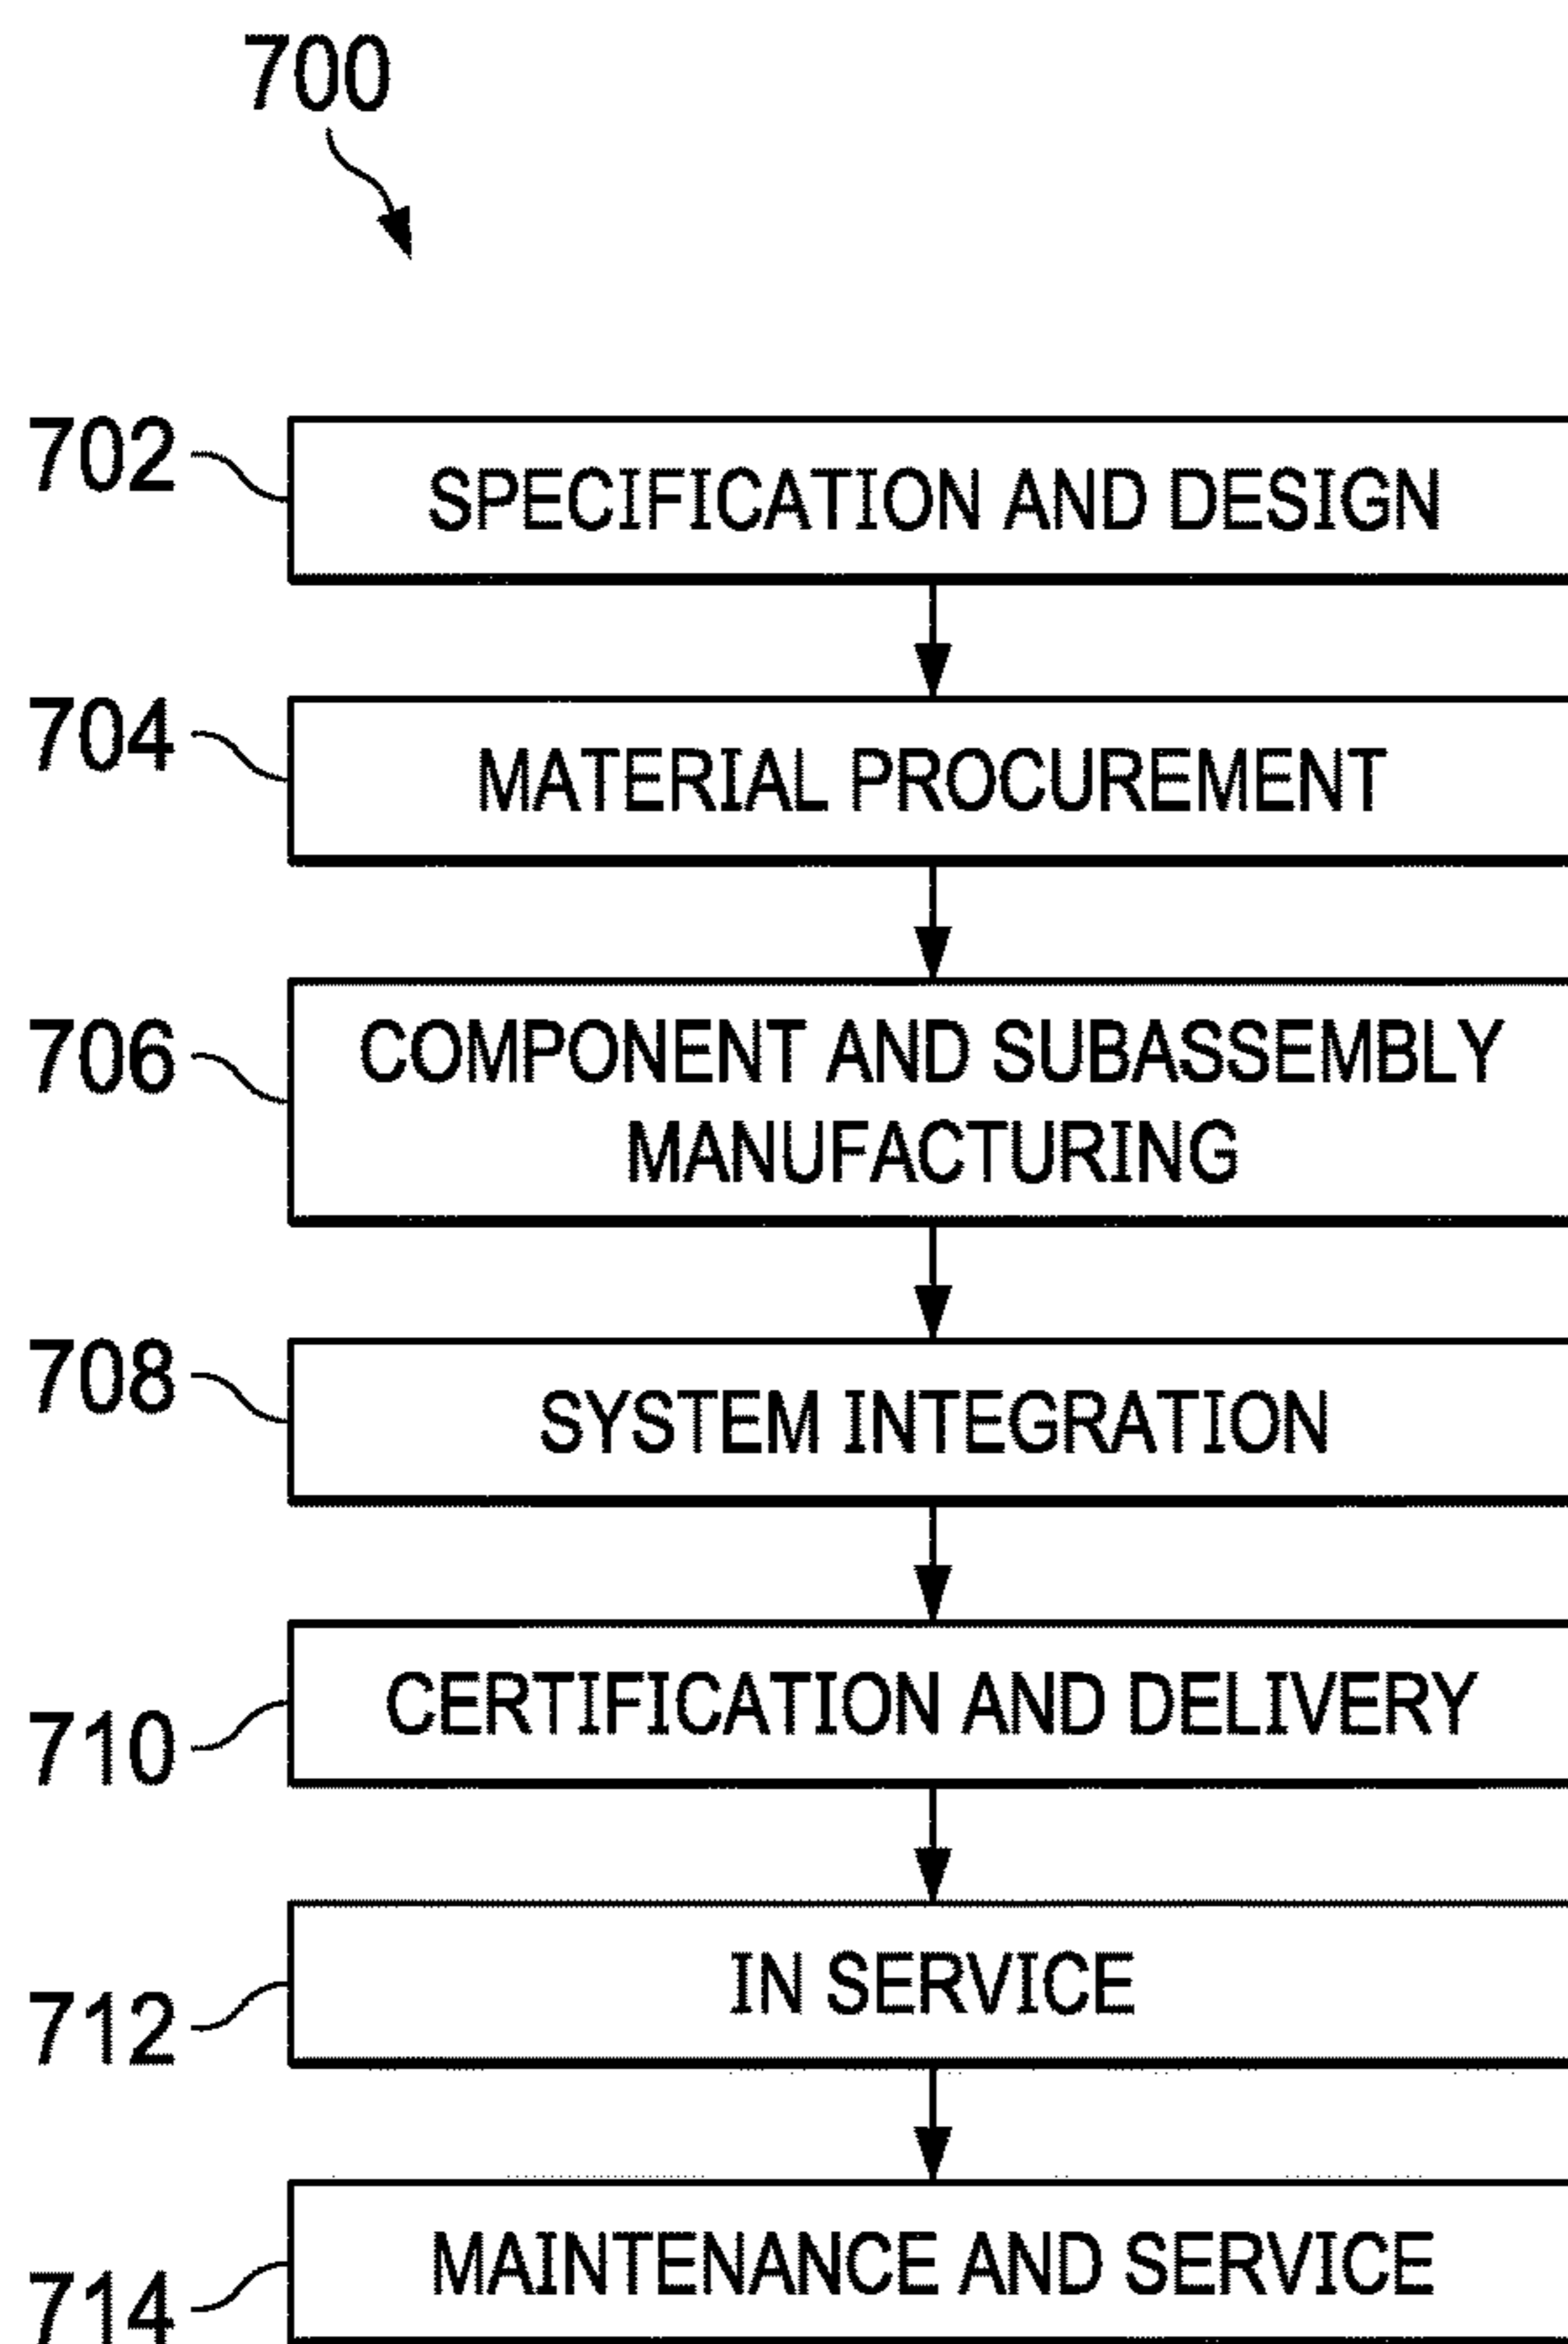 700
702
SPECIFICATION AND DESIGN
704
MATERIAL PROCUREMENT
706
COMPONENT AND SUBASSEMBLY
MANUFACTURING
708
SYSTEM INTEGRATION
710
CERTIFICATION AND DELIVERY
712
IN SERVICE
714
MAINTENANCE AND SERVICE